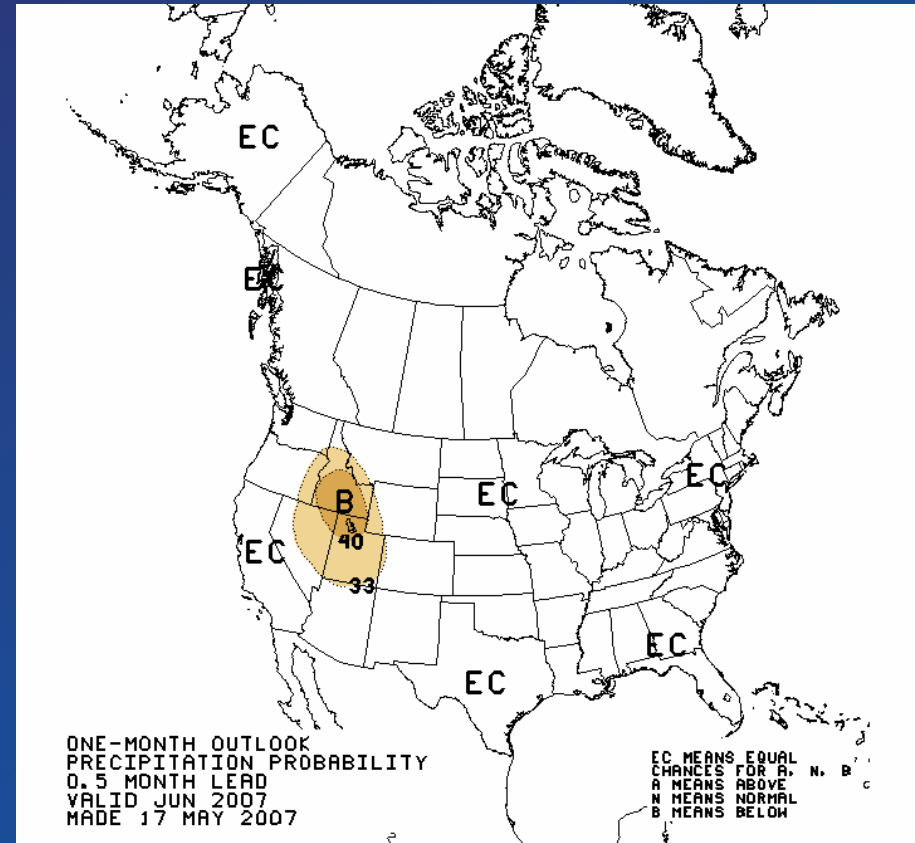 EC
EC
B
EC
EC
40
EC
33
EC
EC
ONE-MONTH OUTLOOK
PRECIPITATION PROBABILITY
0.5 MONTH LEAD
VALID JUN 2007
MADE 17 MAY 2007
EC MEANS EQUAL
CHANCES FOR A, N, B
A MEANS ABOVE
N MEANS NORMAL
B MEANS BELOW